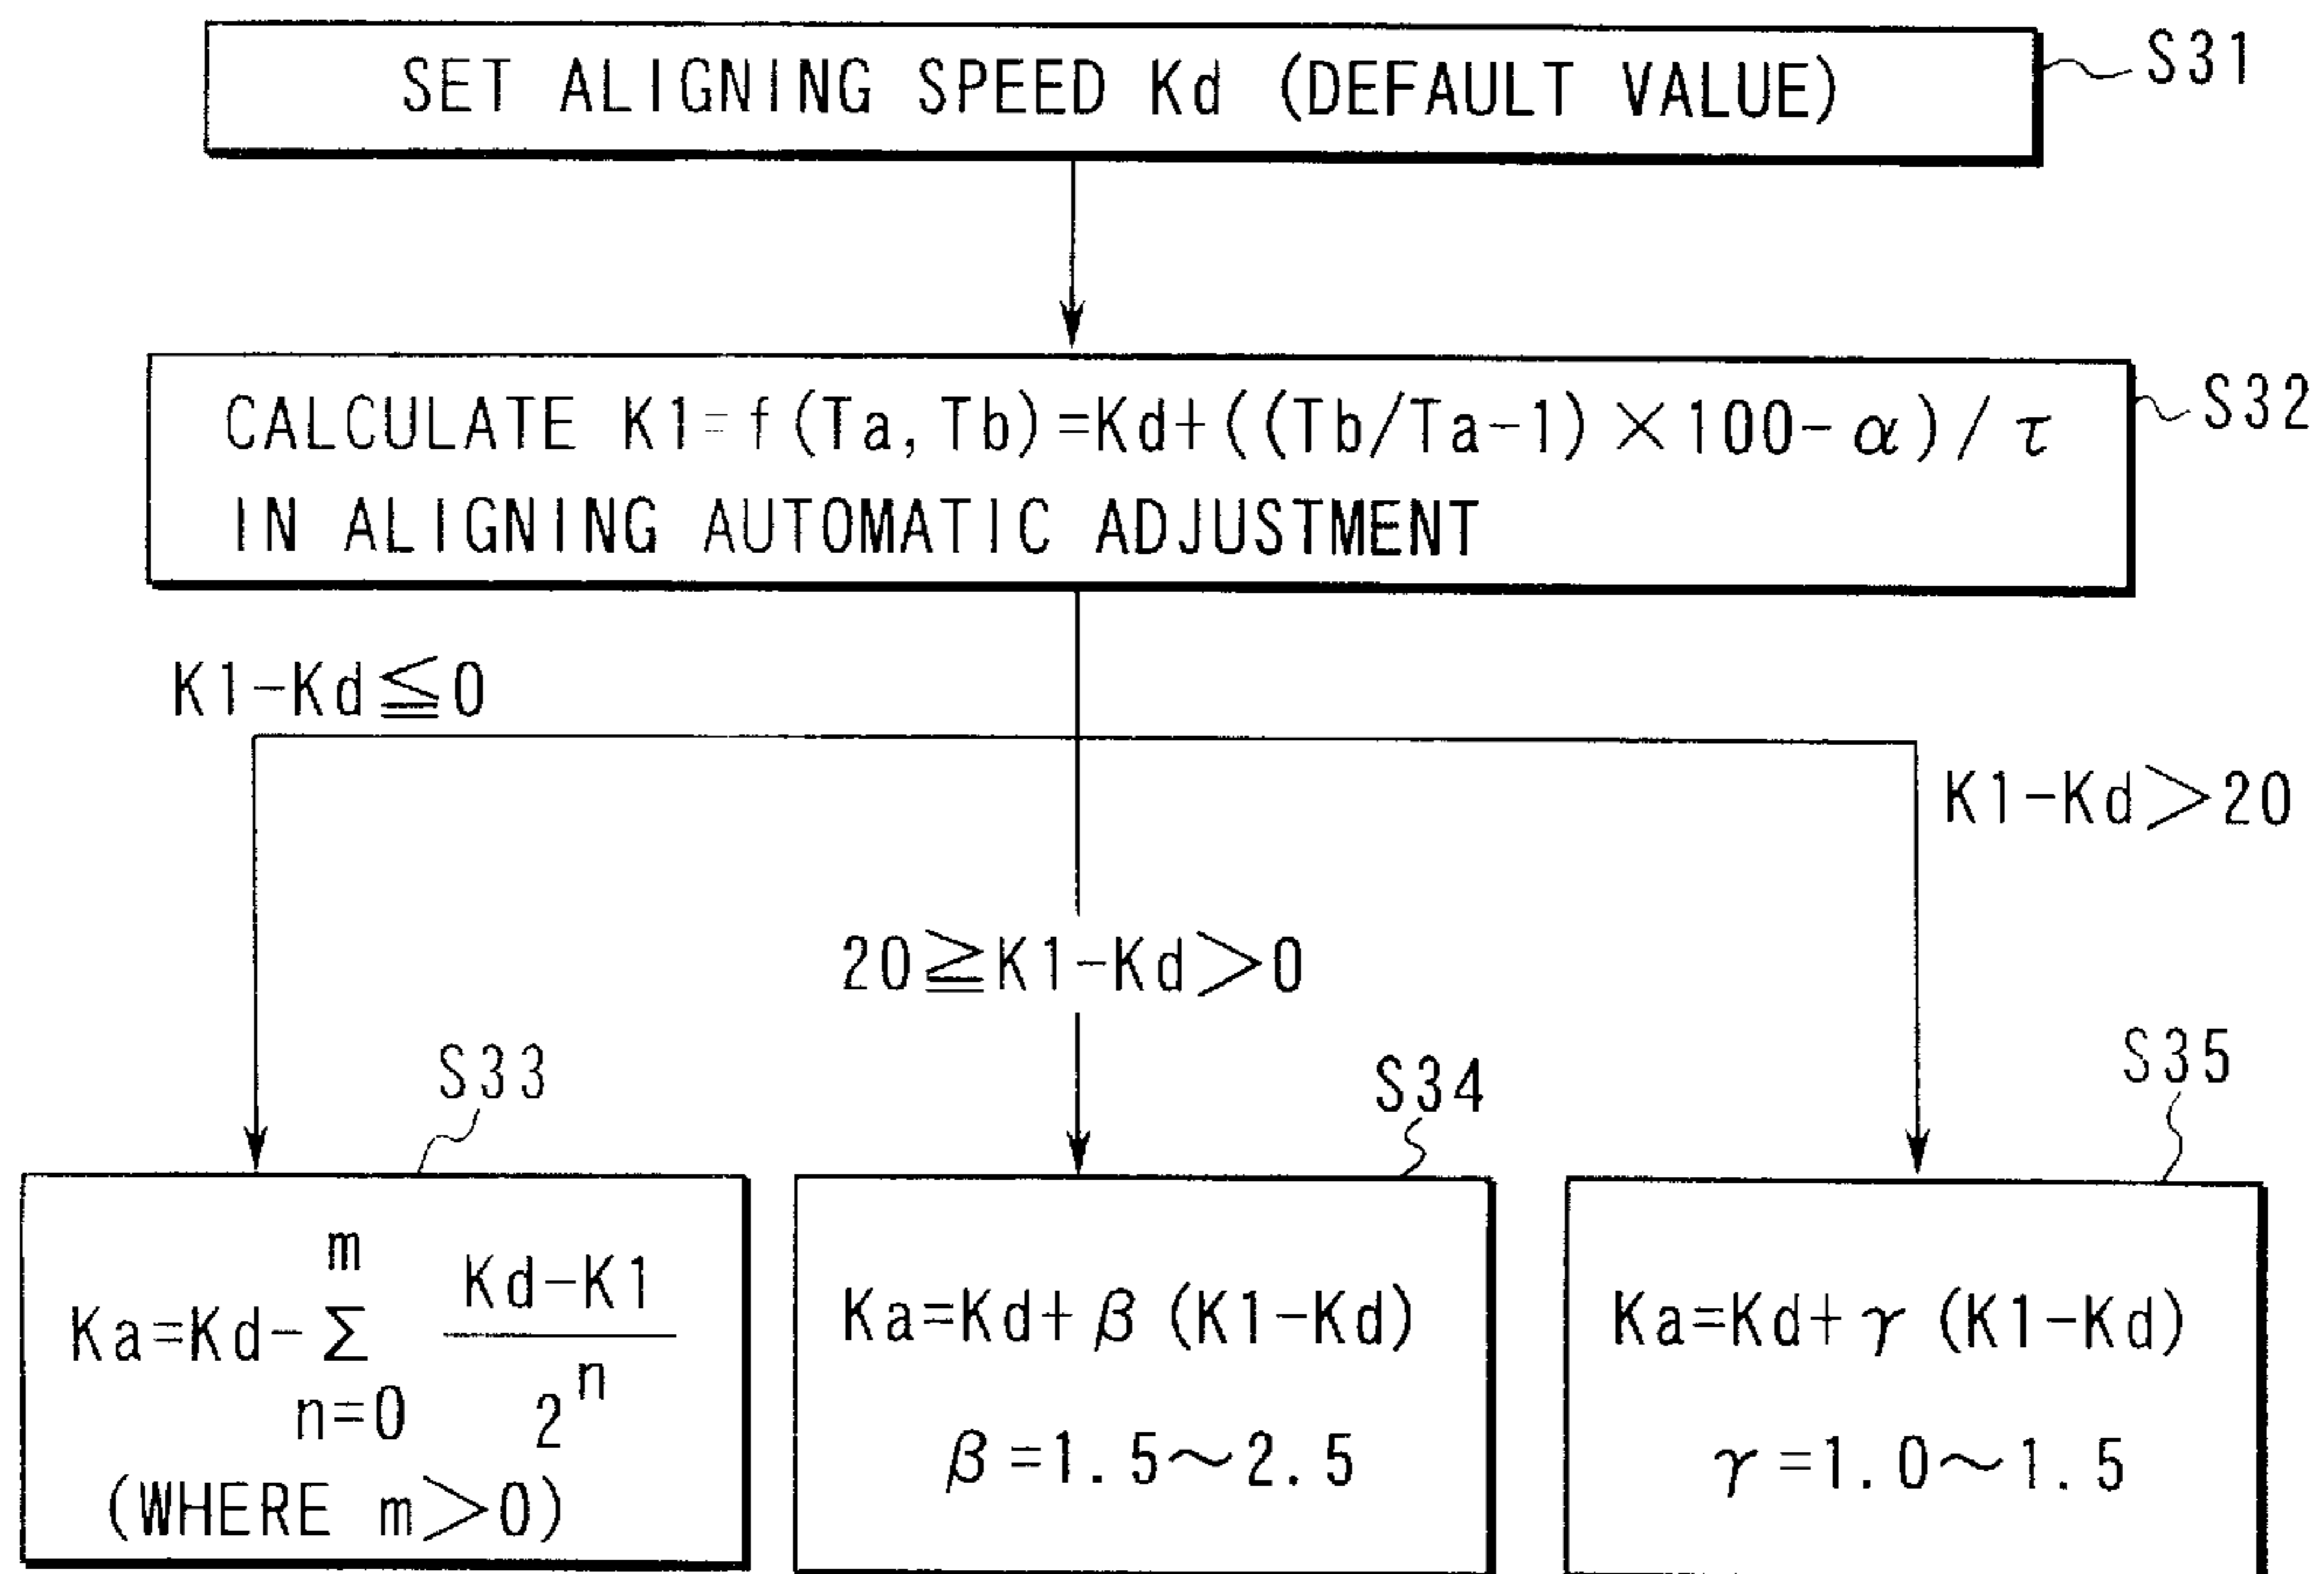 SET ALIGNING SPEED Kd (DEFAULT VALUE)
S31
CALCULATE K1=f(Ta,Tb)=Kd+((Tb/Ta-1)×100-α)/τ
IN ALIGNING AUTOMATIC ADJUSTMENT
S32
K1-Kd≦0
K1-Kd>20
20≧K1-Kd>0
S33
S34
S35
m
Ka=Kd-Σ Kd-K1
n=0 2^n
(WHERE m>0)
Ka=Kd+β(K1-Kd)
β=1.5~2.5
Ka=Kd+γ(K1-Kd)
γ=1.0~1.5